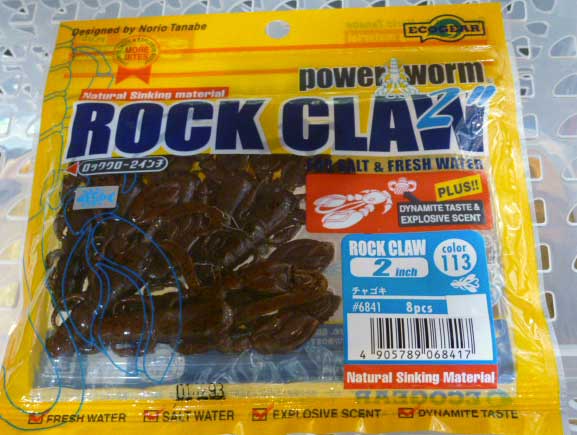 Designed by Norio Tanabe
ECOGEAR
MORE BITES
power worm
Natural Sinking material
ROCK CLAW 2"
ロッククロー2インチ
FOR SALT & FRESH WATER
PLUS!!
DYNAMITE TASTE &
EXPLOSIVE SCENT
ROCK CLAW
color
2 inch
113
チャゴキ
#6841 8pcs
4 905789 068417
Natural Sinking Material
ECOGEAR
FRESH WATER SALT WATER EXPLOSIVE SCENT DYNAMITE TASTE